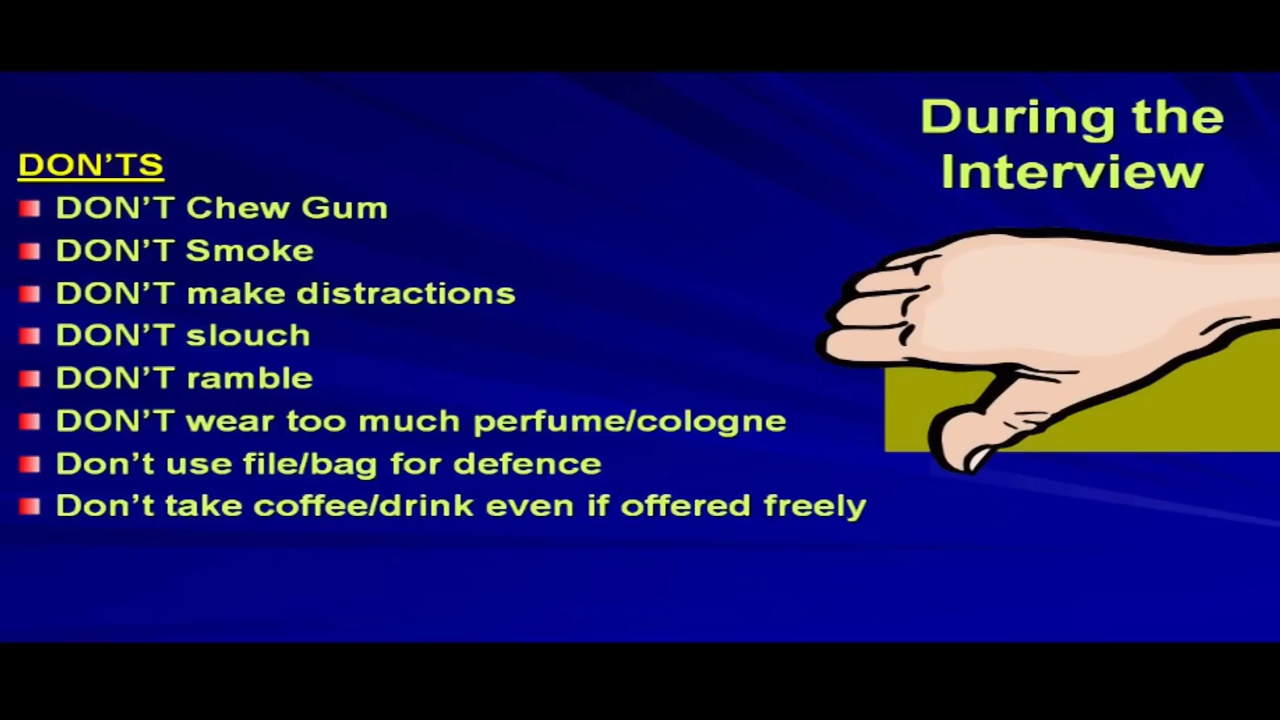 During the
Interview
DON'TS
DON'T Chew Gum
DON'T Smoke
DON'T make distractions
DON'T slouch
DON'T ramble
DON'T wear too much perfume/cologne
Don't use file/bag for defence
Don't take coffee/drink even if offered freely